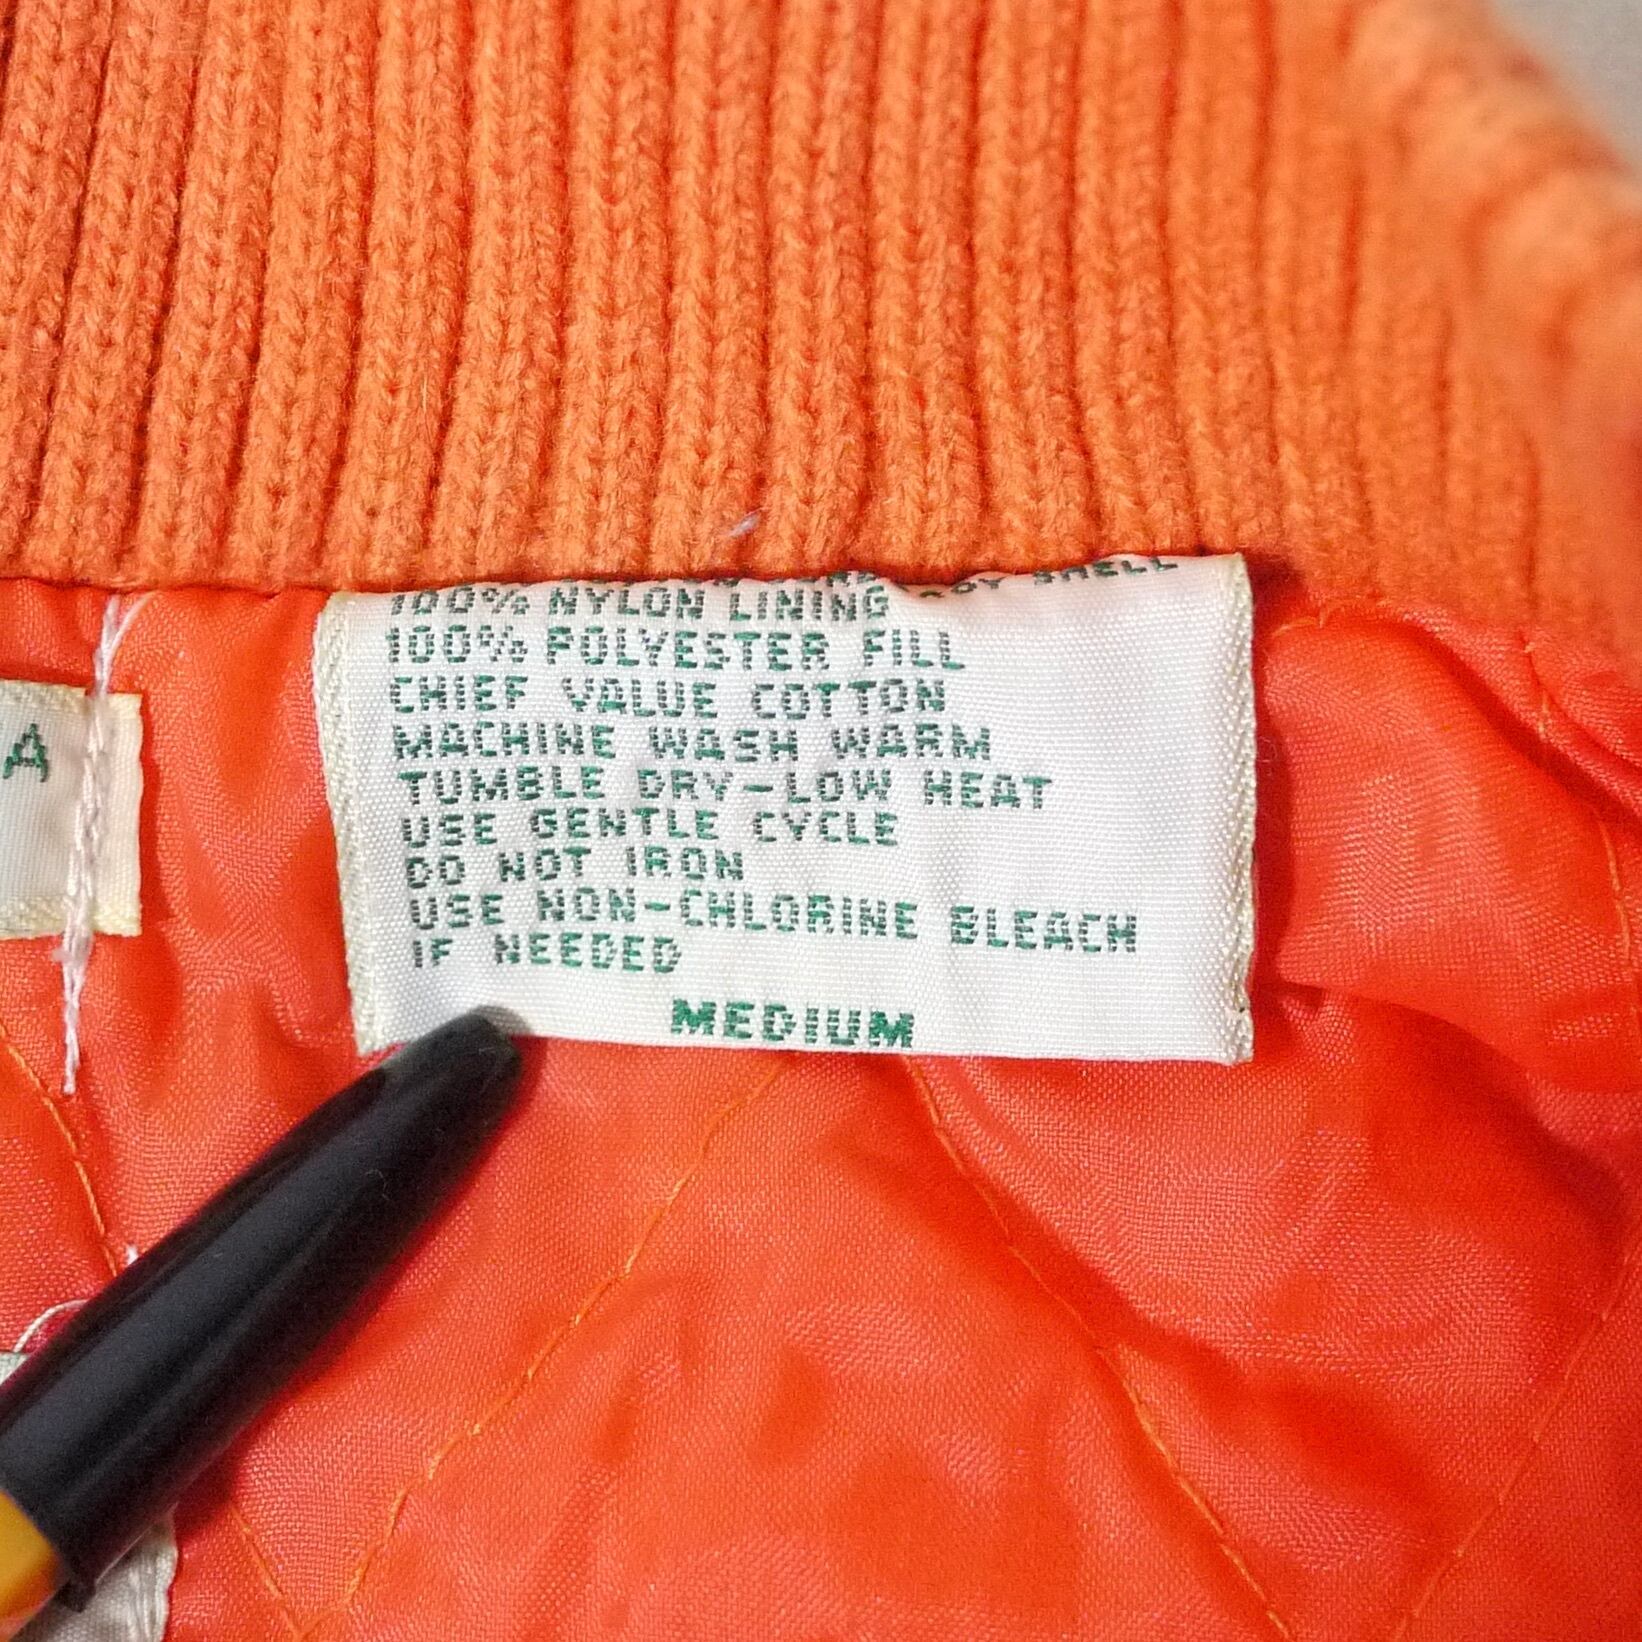 SHELL
100% NYLON LINING
100% POLYESTER FILL
CHIEF VALUE COTTON
MACHINE WASH WARM
TUMBLE DRY-LOW HEAT
USE GENTLE CYCLE
DO NOT IRON
USE NON-CHLORINE BLEACH
IF NEEDED
MEDIUM
A